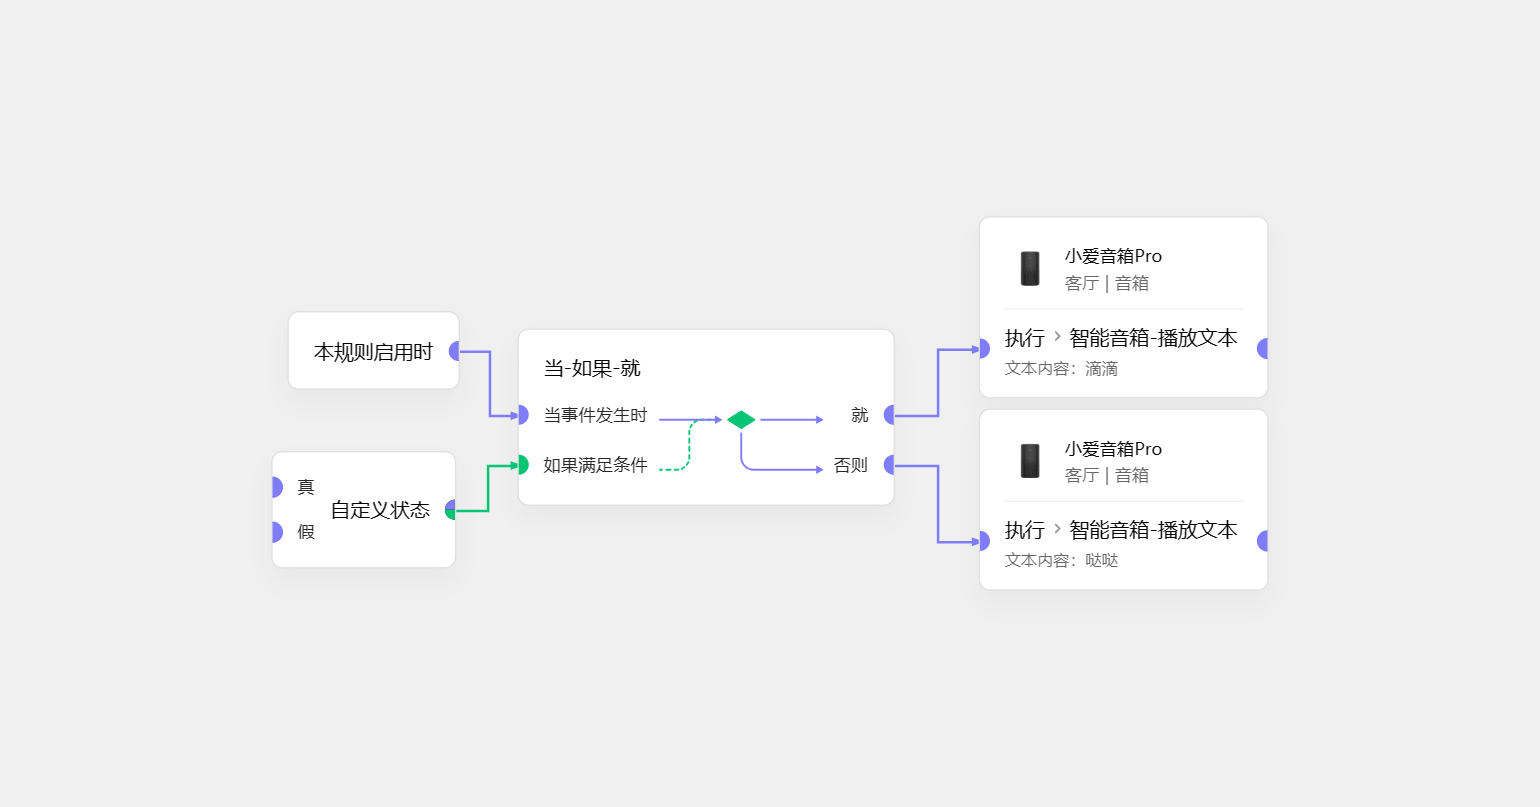 本规则启用时
真
假
自定义状态
当-如果-就
当事件发生时
就
如果满足条件
否则
小爱音箱Pro
客厅 | 音箱
执行 > 智能音箱-播放文本
文本内容：滴滴
小爱音箱Pro
客厅 | 音箱
执行 > 智能音箱-播放文本
文本内容：哒哒